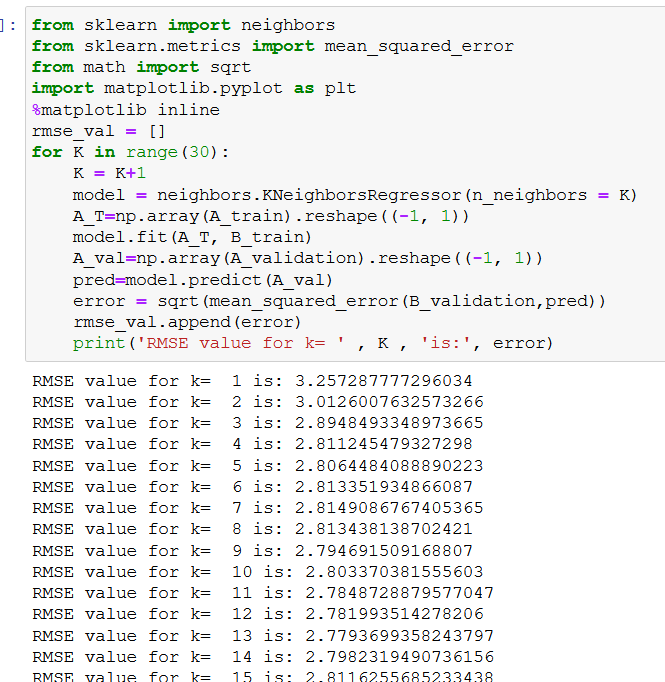 ]: from sklearn import neighbors
from sklearn.metrics import mean_squared_error
from math import sqrt
import matplotlib.pyplot as plt
%matplotlib inline
rmse_val = []
for K in range(30):
    K = K+1
    model = neighbors.KNeighborsRegressor(n_neighbors = K)
    A_T=np.array(A_train).reshape((-1, 1))
    model.fit(A_T, B_train)
    A_val=np.array(A_validation).reshape((-1, 1))
    pred=model.predict(A_val)
    error = sqrt(mean_squared_error(B_validation,pred))
    rmse_val.append(error)
    print('RMSE value for k= ' , K , 'is:', error)
RMSE value for k=  1 is: 3.257287777296034
RMSE value for k=  2 is: 3.0126007632573266
RMSE value for k=  3 is: 2.8948493348973665
RMSE value for k=  4 is: 2.811245479327298
RMSE value for k=  5 is: 2.8064484088890223
RMSE value for k=  6 is: 2.813351934866087
RMSE value for k=  7 is: 2.8149086767405365
RMSE value for k=  8 is: 2.813438138702421
RMSE value for k=  9 is: 2.794691509168807
RMSE value for k=  10 is: 2.803370381555603
RMSE value for k=  11 is: 2.7848728879577047
RMSE value for k=  12 is: 2.781993514278206
RMSE value for k=  13 is: 2.7793699358243797
RMSE value for k=  14 is: 2.7982319490736156
RMSE value for k=  15 is: 2.8116255685233438